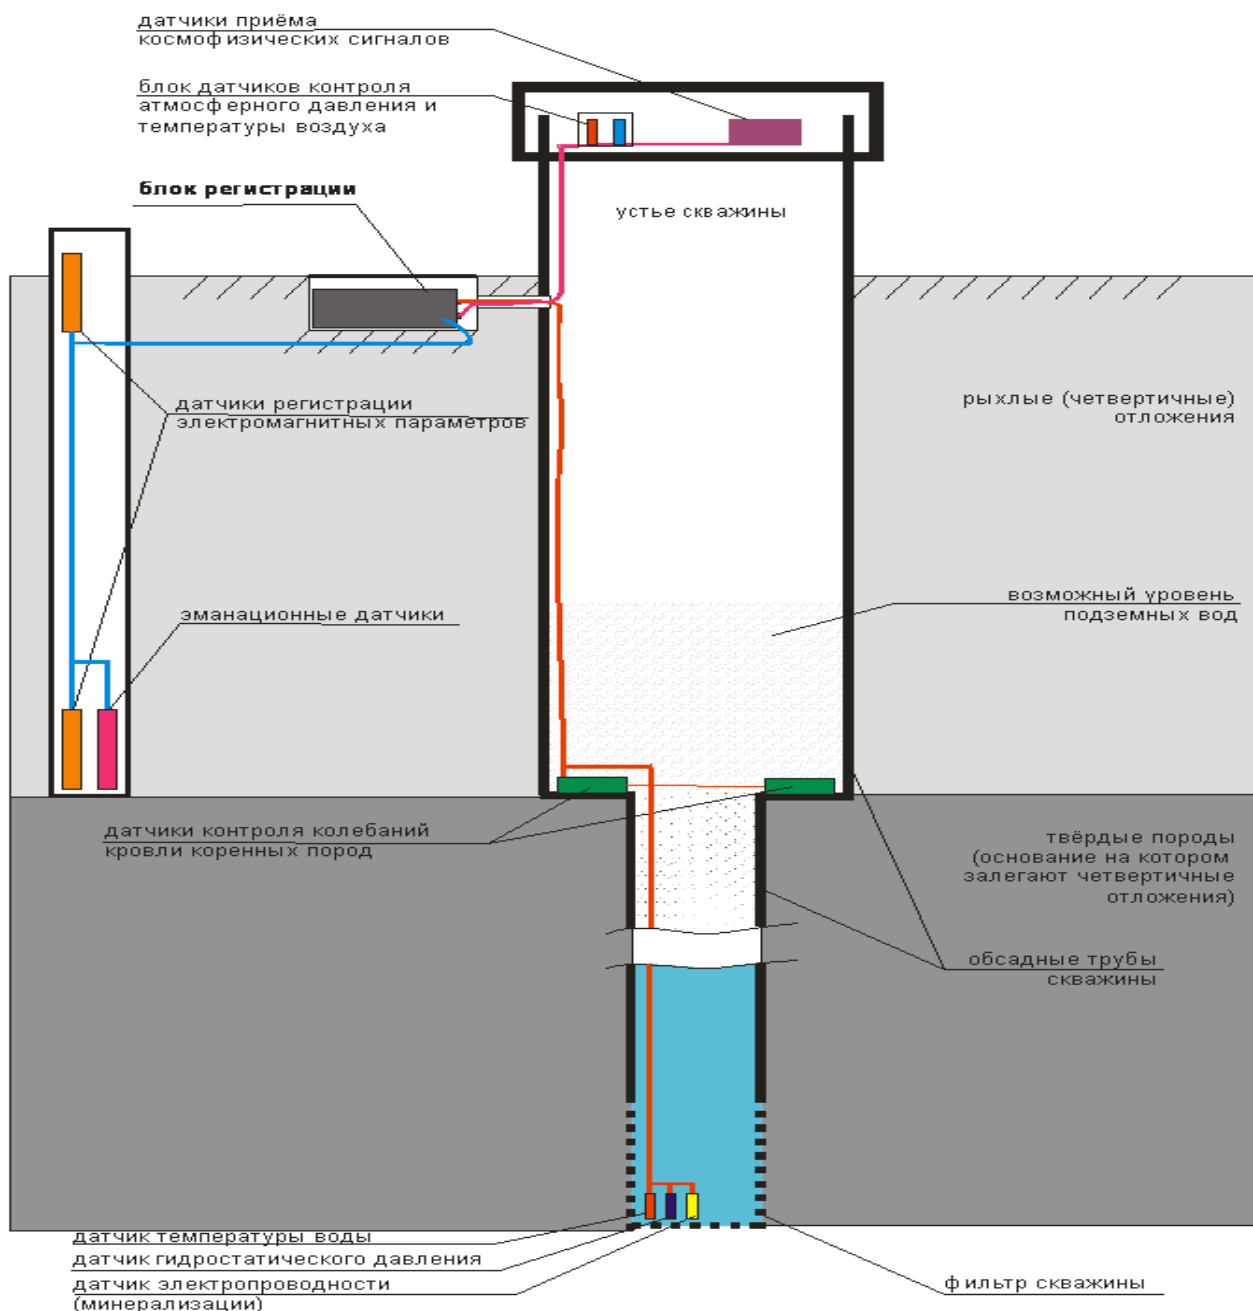 датчики приёма
космофизических сигналов
блок датчиков контроля
атмосферного давления и
температуры воздуха
блок регистрации
устье скважины
датчики регистрации
электромагнитных параметров
рыхлые (четвертичные)
отложения
возможный уровень
подземных вод
эманационные датчики
датчики контроля колебаний
кровли коренных пород
твёрдые породы
(основание на котором
залегают четвертичные
отложения)
обсадные трубы
скважины
датчик температуры воды
датчик гидростатического давления
датчик электропроводности
(минерализации)
фильтр скважины